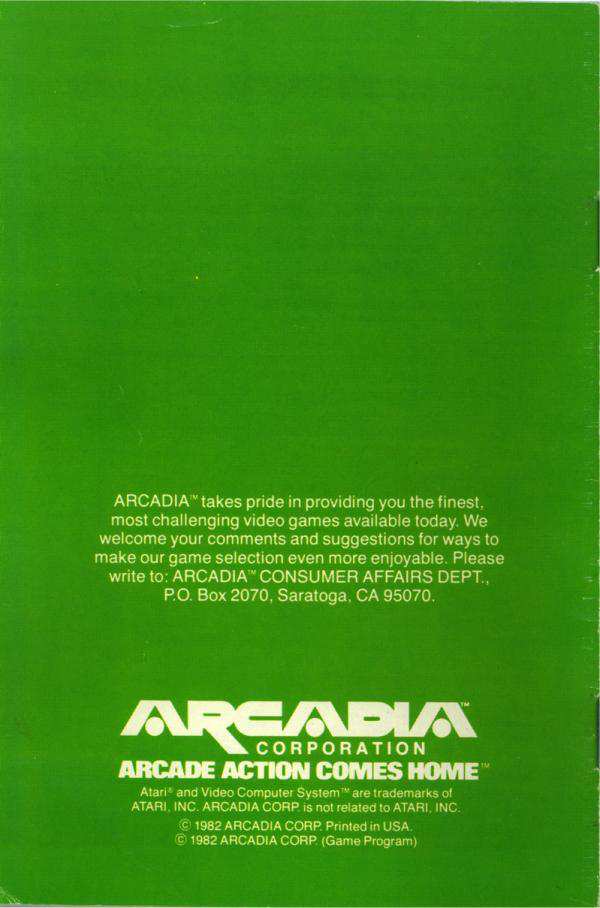 ARCADIA™ takes pride in providing you the finest,
most challenging video games available today. We
welcome your comments and suggestions for ways to
make our game selection even more enjoyable. Please
write to: ARCADIA™ CONSUMER AFFAIRS DEPT.,
P.O. Box 2070, Saratoga, CA 95070.
ARCADIA™
CORPORATION
ARCADE ACTION COMES HOME™
Atari® and Video Computer System™ are trademarks of
ATARI, INC. ARCADIA CORP. is not related to ATARI, INC.
© 1982 ARCADIA CORP. Printed in USA.
© 1982 ARCADIA CORP. (Game Program)